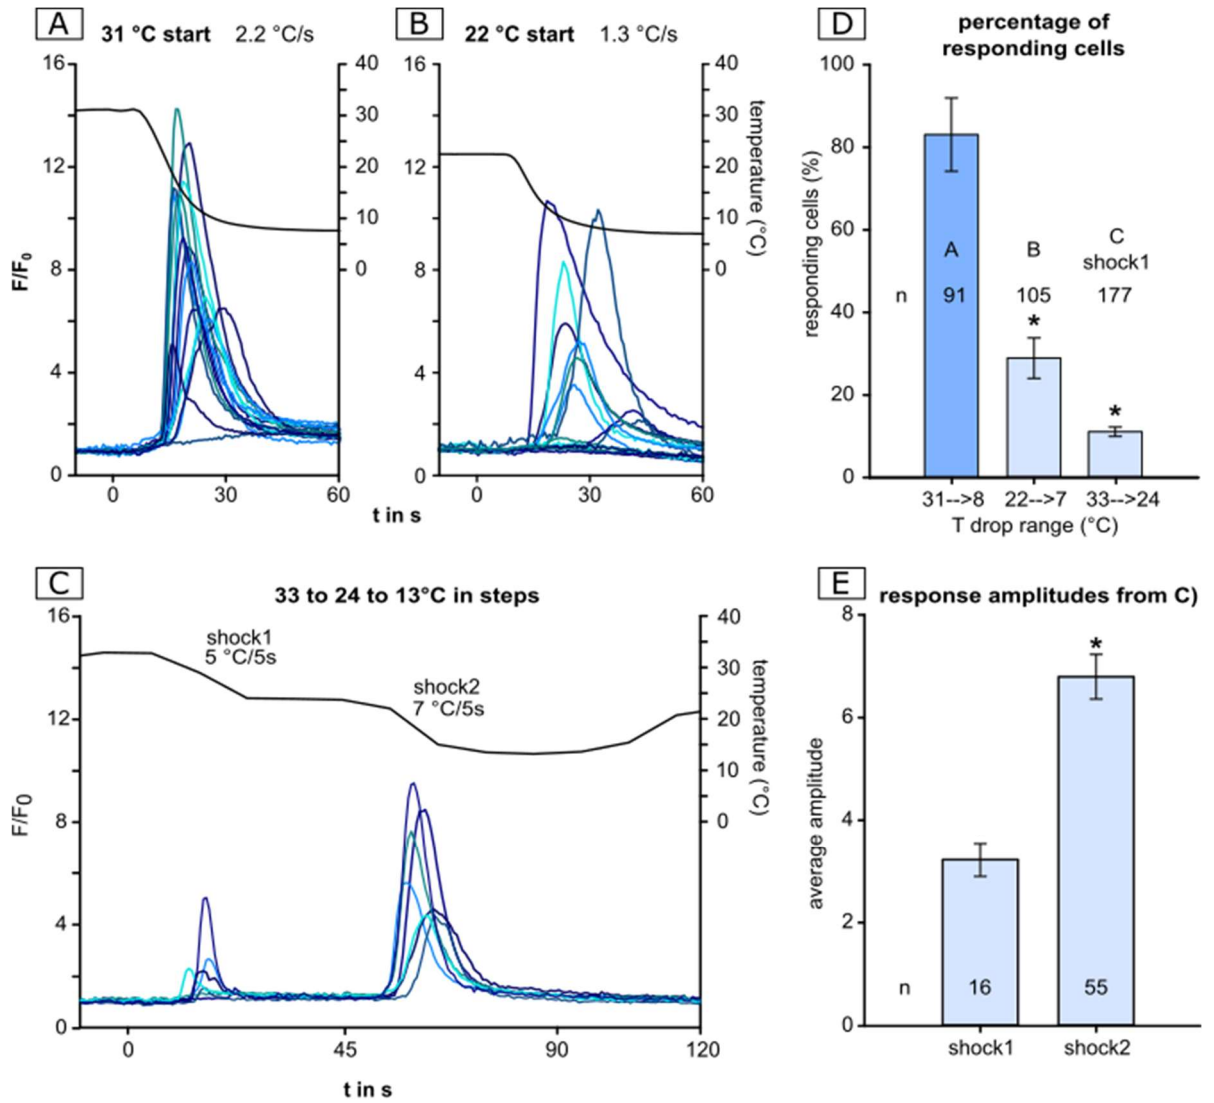 A
31 °C start 2.2 °C/s
16
12
8
4
0
F/F0
40
30
20
10
0
0
30
60
B
22 °C start 1.3 °C/s
16
12
8
4
0
40
30
20
10
0
temperature (°C)
0
30
60
t in s
D
percentage of
responding cells
100
80
60
40
20
0
responding cells (%)
A
B
C
shock1
n
91
105
177
*
*
31-->8
22-->7
33-->24
T drop range (°C)
C
33 to 24 to 13°C in steps
16
12
8
4
0
F/F0
shock1
5 °C/5s
shock2
7 °C/5s
40
30
20
10
0
temperature (°C)
0
45
90
120
t in s
E
response amplitudes from C)
8
6
4
2
0
average amplitude
*
n
16
55
shock1
shock2